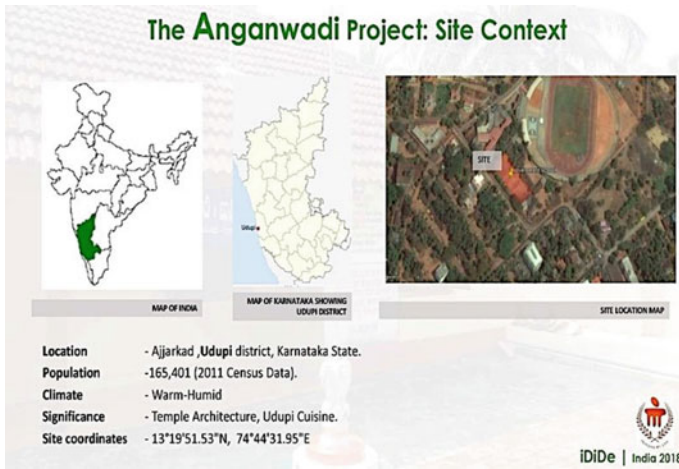 The Anganwadi Project: Site Context
Udupi
SITE
MAP OF INDIA
MAP OF KARNATAKA SHOWING
UDUPI DISTRICT
SITE LOCATION MAP
Location - Ajjarkad ,Udupi district, Karnataka State.
Population -165,401 (2011 Census Data).
Climate - Warm-Humid
Significance - Temple Architecture, Udupi Cuisine.
Site coordinates - 13°19'51.53"N, 74°44'31.95"E
iDiDe | India 2018